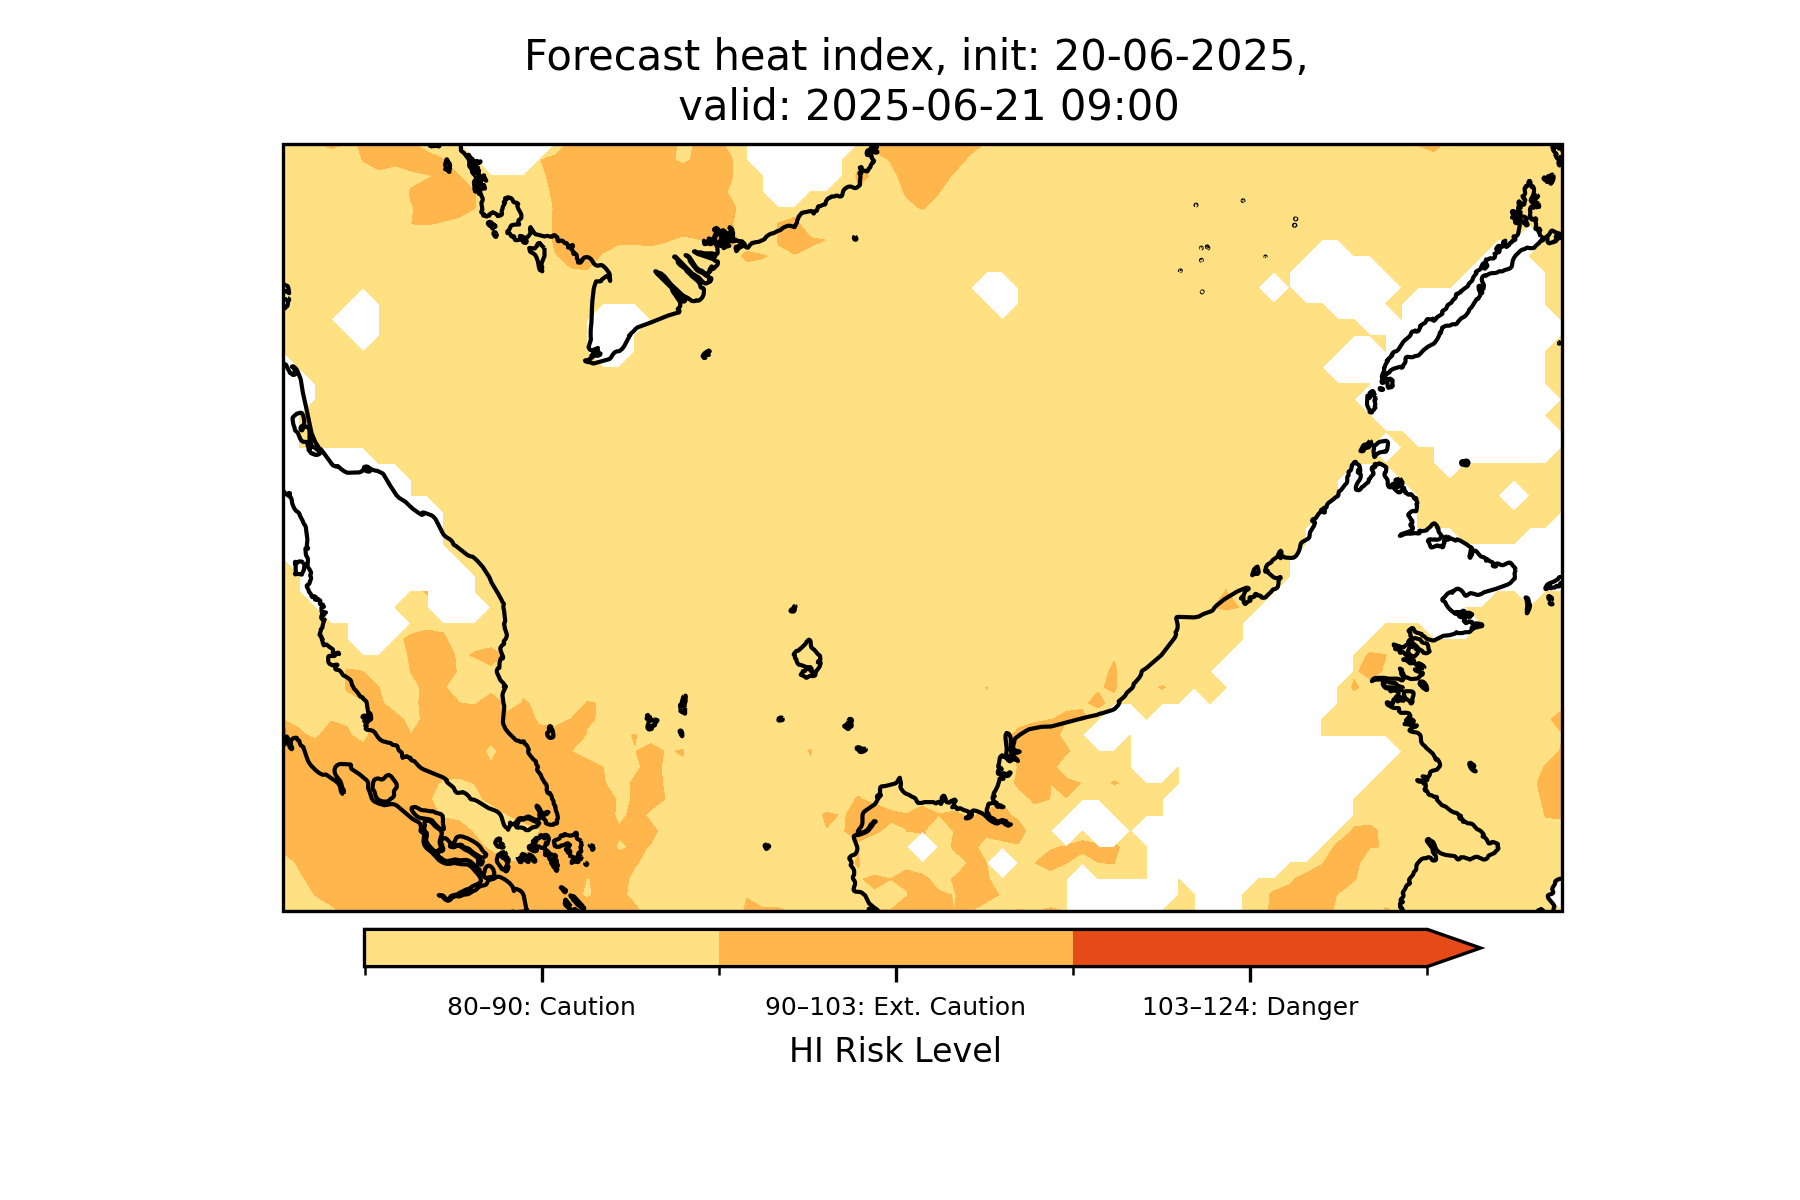 Forecast heat index, init: 20-06-2025,
valid: 2025-06-21 09:00
80–90: Caution
90–103: Ext. Caution
103–124: Danger
HI Risk Level